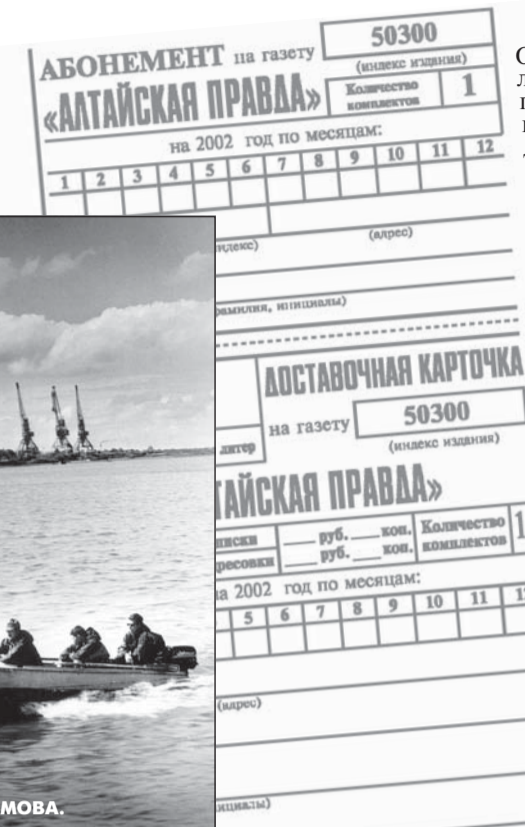 АБОНЕМЕНТ на газету
50300
(индекс издания)
«АЛТАЙСКАЯ ПРАВДА»
Количество комплектов
1
на 2002 год по месяцам:
1 2 3 4 5 6 7 8 9 10 11 12
(адрес)
ДОСТАВОЧНАЯ КАРТОЧКА
литер
на газету
50300
(индекс издания)
ТАЙСКАЯ ПРАВДА»
руб. коп.
руб. коп.
Количество комплектов
1
на 2002 год по месяцам:
5 6 7 8 9 10 11
(адрес)
МОВА.